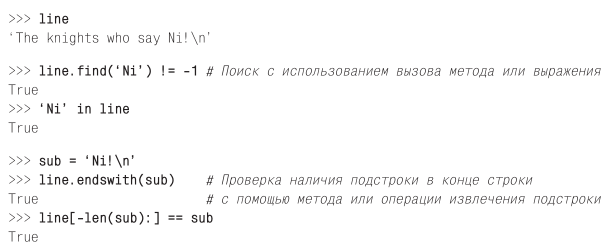 >>> line
‘The knights who say Ni!\n’
>>> line.find(‘Ni’) != -1 # Поиск с использованием вызова метода или выражения
True
>>> ‘Ni’ in line
True
>>> sub = ‘Ni!\n’
>>> line.endswith(sub) # Проверка наличия подстроки в конце строки
True # с помощью метода или операции извлечения подстроки
>>> line[-len(sub):] == sub
True